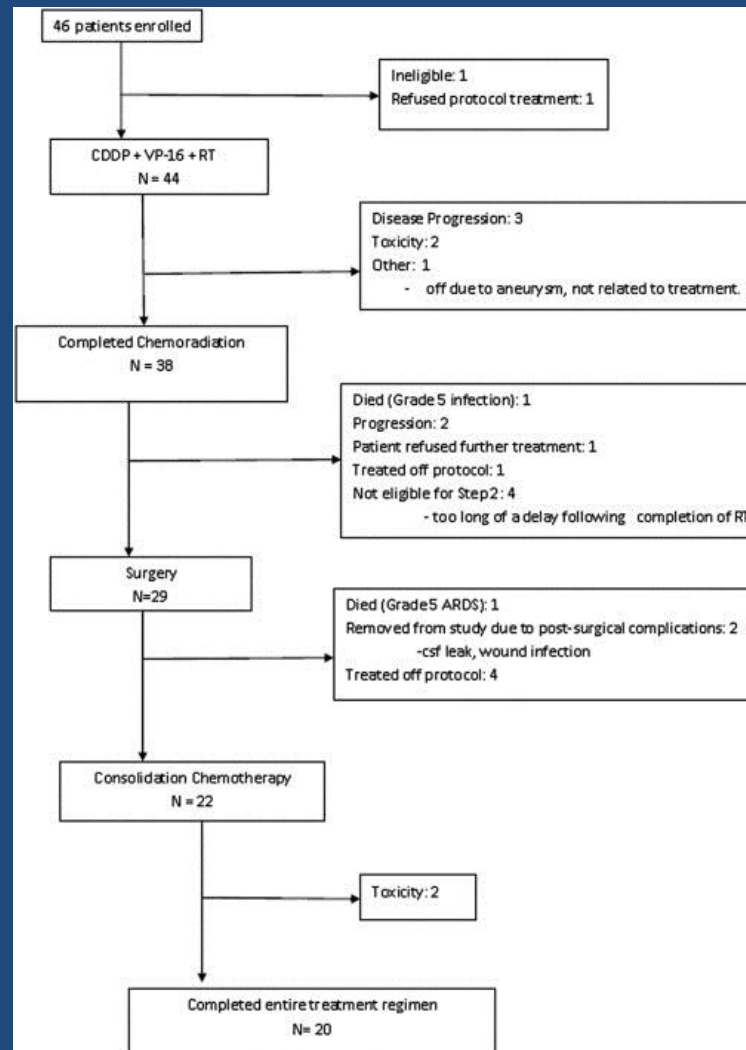 46 patients enrolled
Ineligible: 1
Refused protocol treatment: 1
CDDP + VP-16 + RT
N = 44
Disease Progression: 3
Toxicity: 2
Other: 1
- off due to aneurysm, not related to treatment.
Completed Chemoradiation
N = 38
Died (Grade 5 infection): 1
Progression: 2
Patient refused further treatment: 1
Treated off protocol: 1
Not eligible for Step 2: 4
- too long of a delay following completion of RT
Surgery
N=29
Died (Grade 5 ARDS): 1
Removed from study due to post-surgical complications: 2
-csf leak, wound infection
Treated off protocol: 4
Consolidation Chemotherapy
N = 22
Toxicity: 2
Completed entire treatment regimen
N= 20